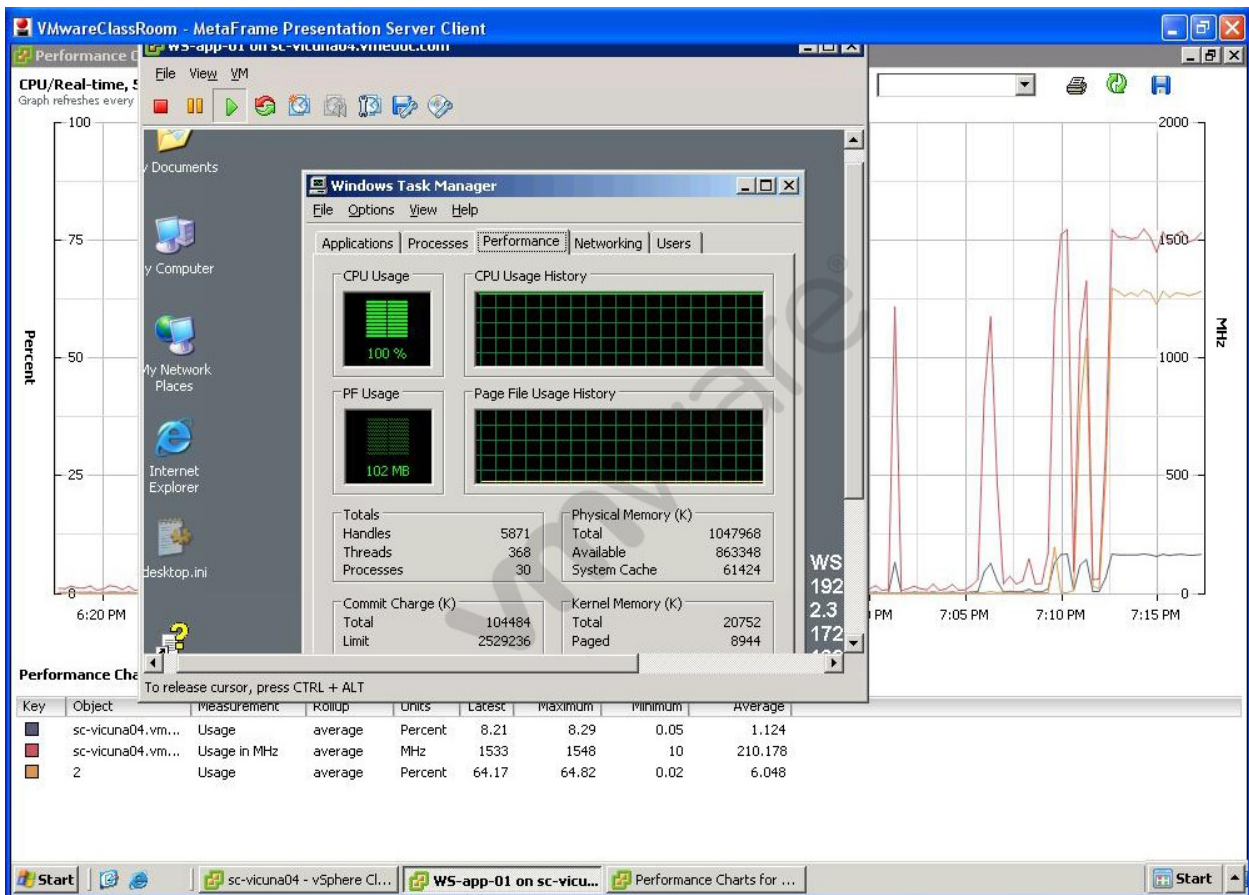 VMwareClassRoom - MetaFrame Presentation Server Client
Performance C
WS-app-01 on sc-vicuna04.vmeduc.com
CPU/Real-time,
Graph refreshes every
File View VM
100
2000
75
1500
Percent
50
1000
MHz
25
500
0
0
6:20 PM
PM
7:05 PM
7:10 PM
7:15 PM
y Documents
y Computer
My Network
Places
Internet
Explorer
desktop.ini
Windows Task Manager
File Options View Help
Applications Processes Performance Networking Users
CPU Usage
CPU Usage History
100 %
PF Usage
Page File Usage History
102 MB
Totals
Handles 5871
Threads 368
Processes 30
Physical Memory (K)
Total 1047968
Available 863348
System Cache 61424
Commit Charge (K)
Total 104484
Limit 2529236
Kernel Memory (K)
Total 20752
Paged 8944
WS
192
2.3
172
vmware®
To release cursor, press CTRL + ALT
Performance Cha
Key Object Measurement Rollup Units Latest Maximum Minimum Average
sc-vicuna04.vm... Usage average Percent 8.21 8.29 0.05 1.124
sc-vicuna04.vm... Usage in MHz average MHz 1533 1548 10 210.178
2 Usage average Percent 64.17 64.82 0.02 6.048
Start
sc-vicuna04 - vSphere Cl...
WS-app-01 on sc-vicu...
Performance Charts for ...
Start